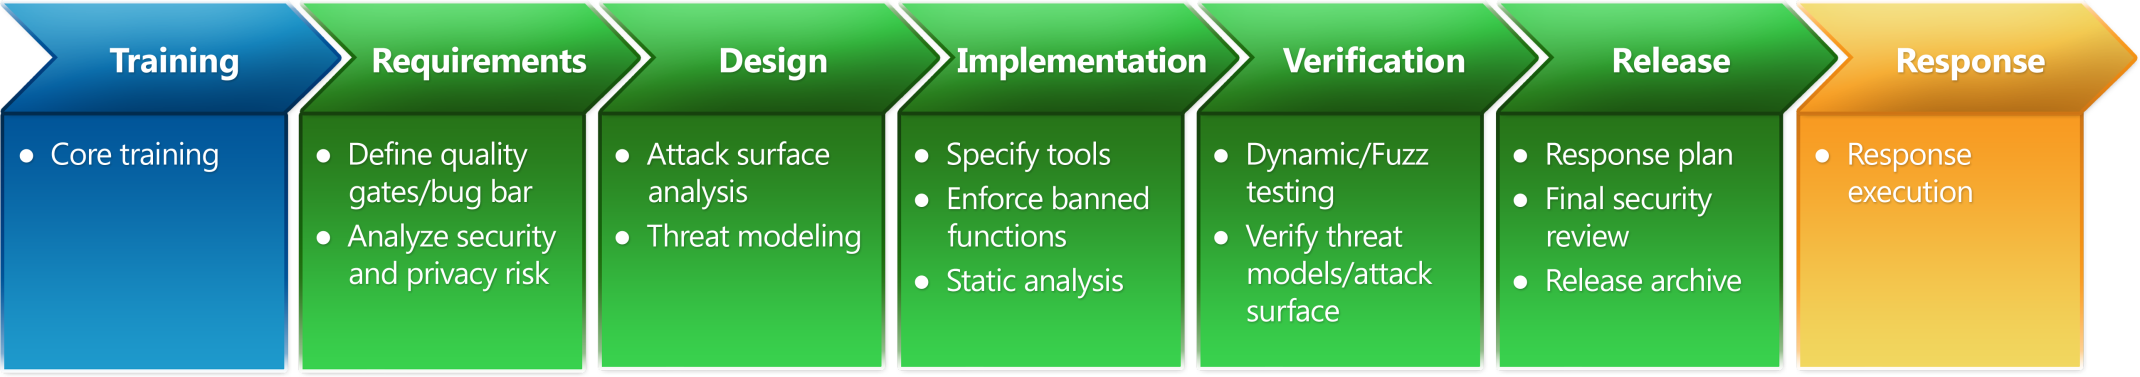 Training
● Core training
Requirements
● Define quality
gates/bug bar
● Analyze security
and privacy risk
Design
● Attack surface
analysis
● Threat modeling
Implementation
● Specify tools
● Enforce banned
functions
● Static analysis
Verification
● Dynamic/Fuzz
testing
● Verify threat
models/attack
surface
Release
● Response plan
● Final security
review
● Release archive
Response
● Response
execution